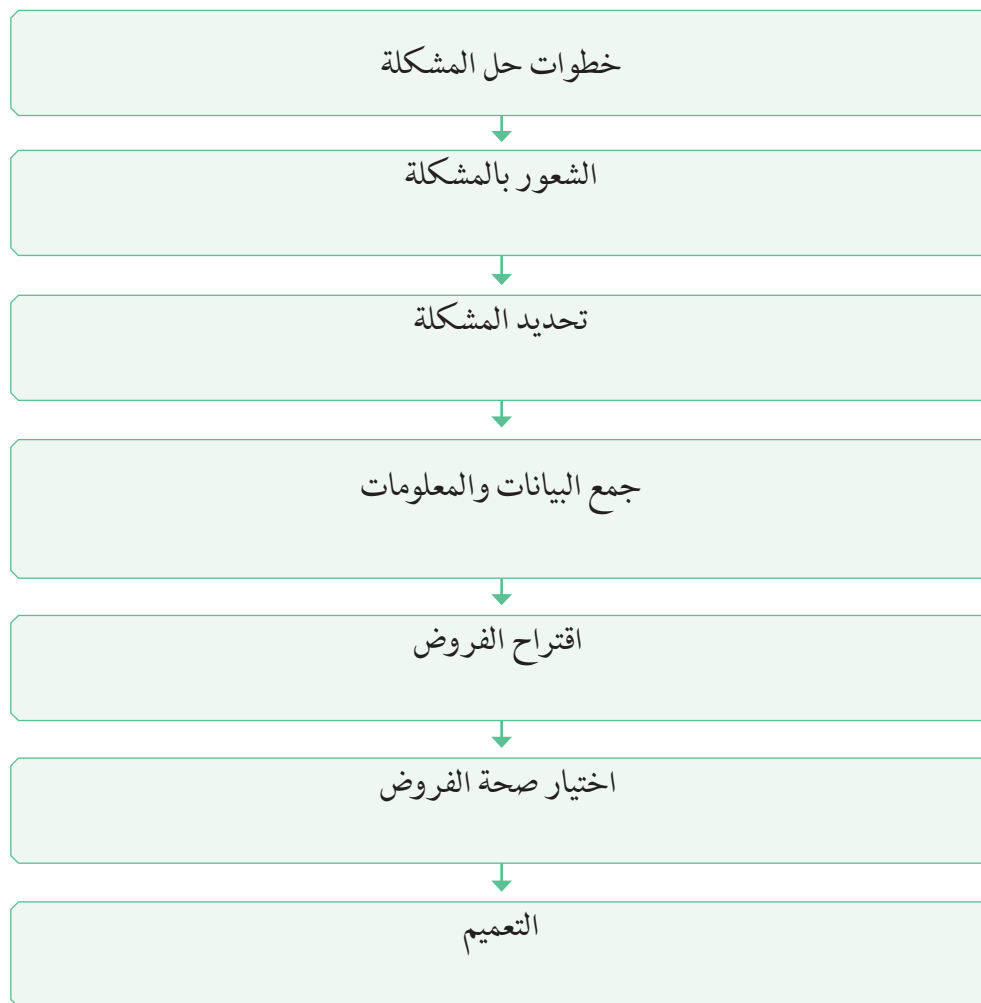 خطوات حل المشكلة
الشعور بالمشكلة
تحديد المشكلة
جمع البيانات والمعلومات
اقتراح الفروض
اختيار صحة الفروض
التعميم